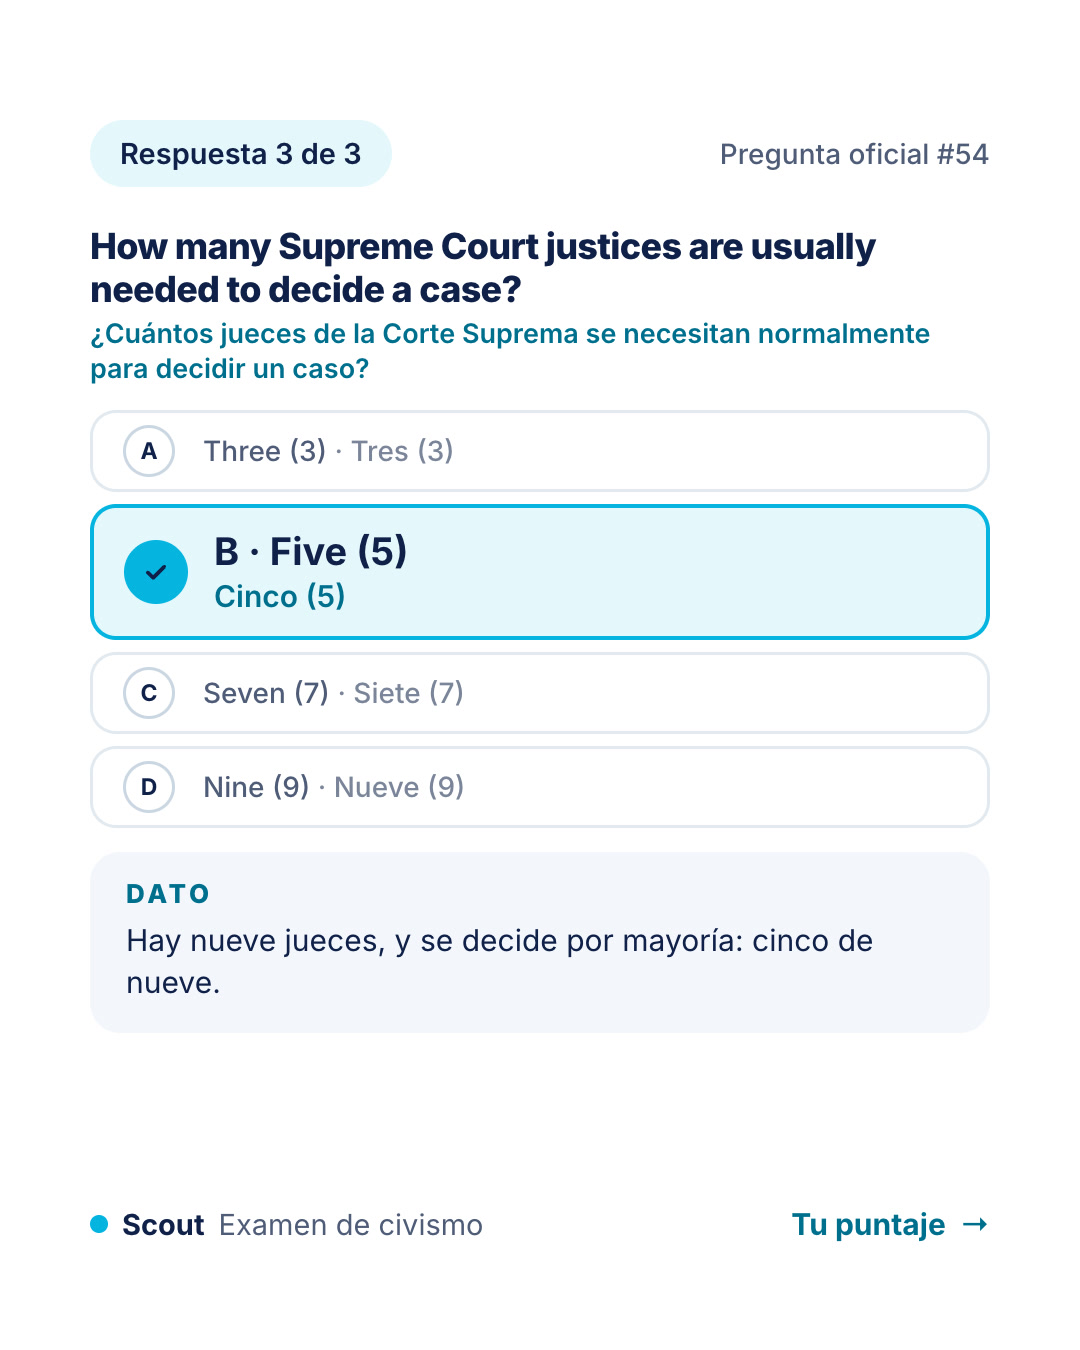 Respuesta 3 de 3
Pregunta oficial #54
How many Supreme Court justices are usually
needed to decide a case?
¿Cuántos jueces de la Corte Suprema se necesitan normalmente
para decidir un caso?
A Three (3) · Tres (3)
B · Five (5)
Cinco (5)
C Seven (7) · Siete (7)
D Nine (9) · Nueve (9)
DATO
Hay nueve jueces, y se decide por mayoría: cinco de
nueve.
Scout Examen de civismo
Tu puntaje →